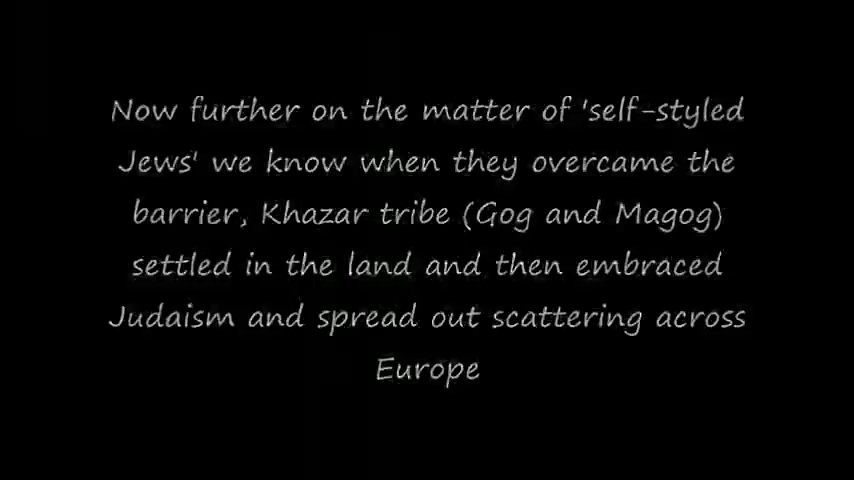 Now further on the matter of 'self-styled
Jews' we know when they overcame the
barrier, Khazar tribe (Gog and Magog)
settled in the land and then embraced
Judaism and spread out scattering across
Europe